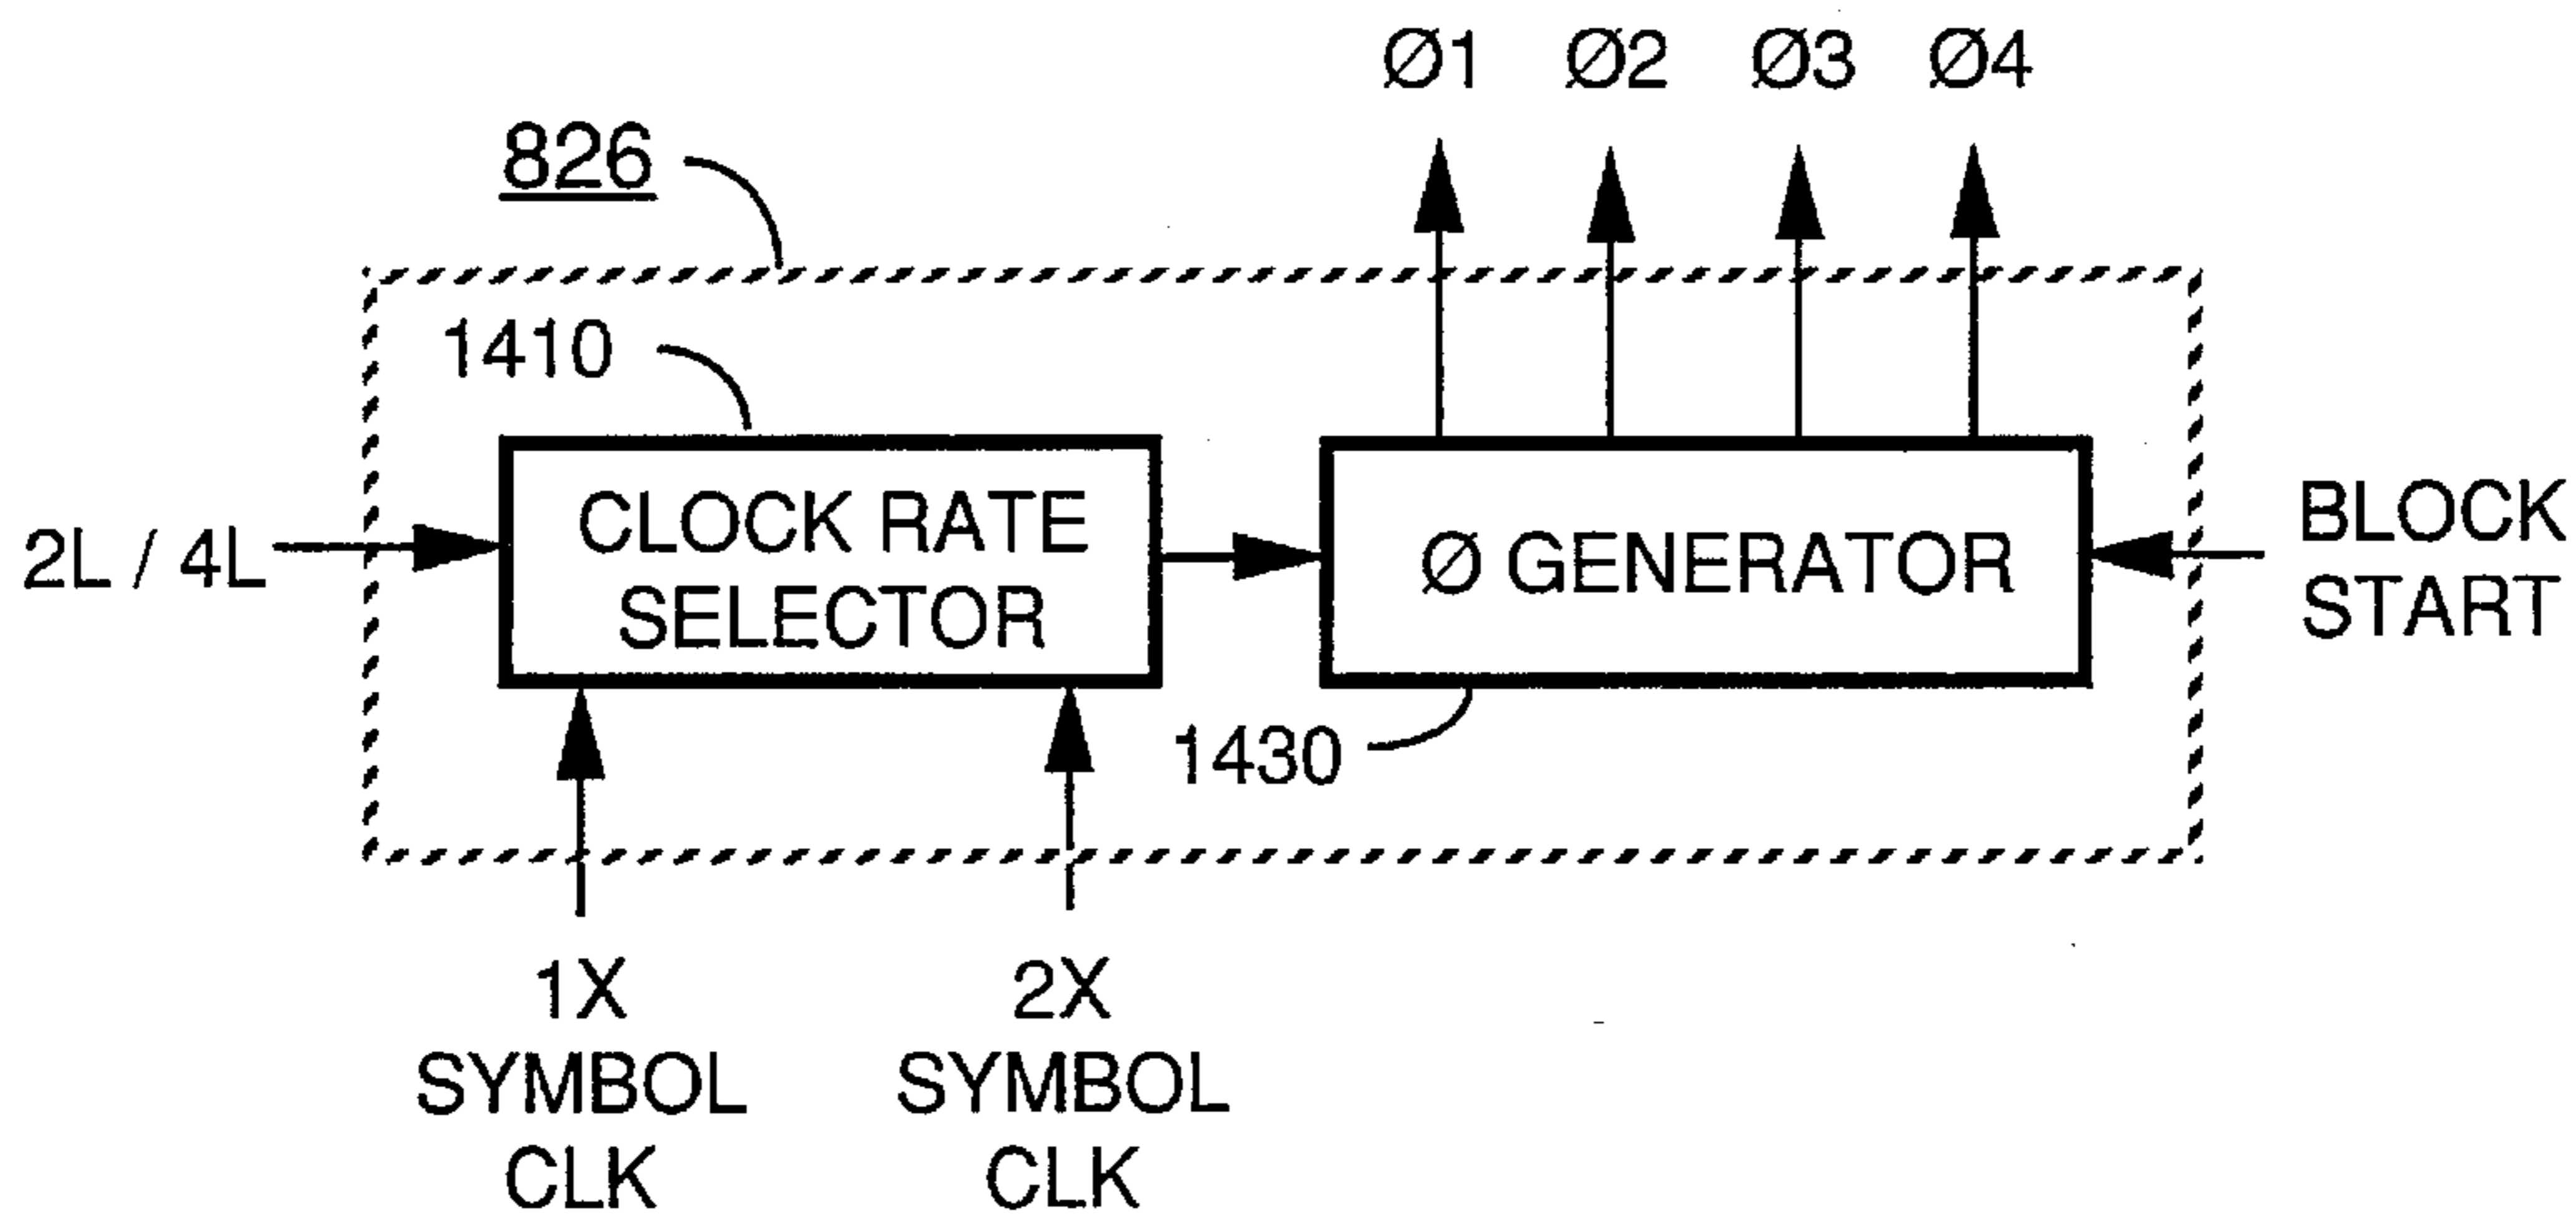 Ø1 Ø2 Ø3 Ø4
826
1410
CLOCK RATE
SELECTOR
2L / 4L
Ø GENERATOR
BLOCK
START
1430
1X
SYMBOL
CLK
2X
SYMBOL
CLK